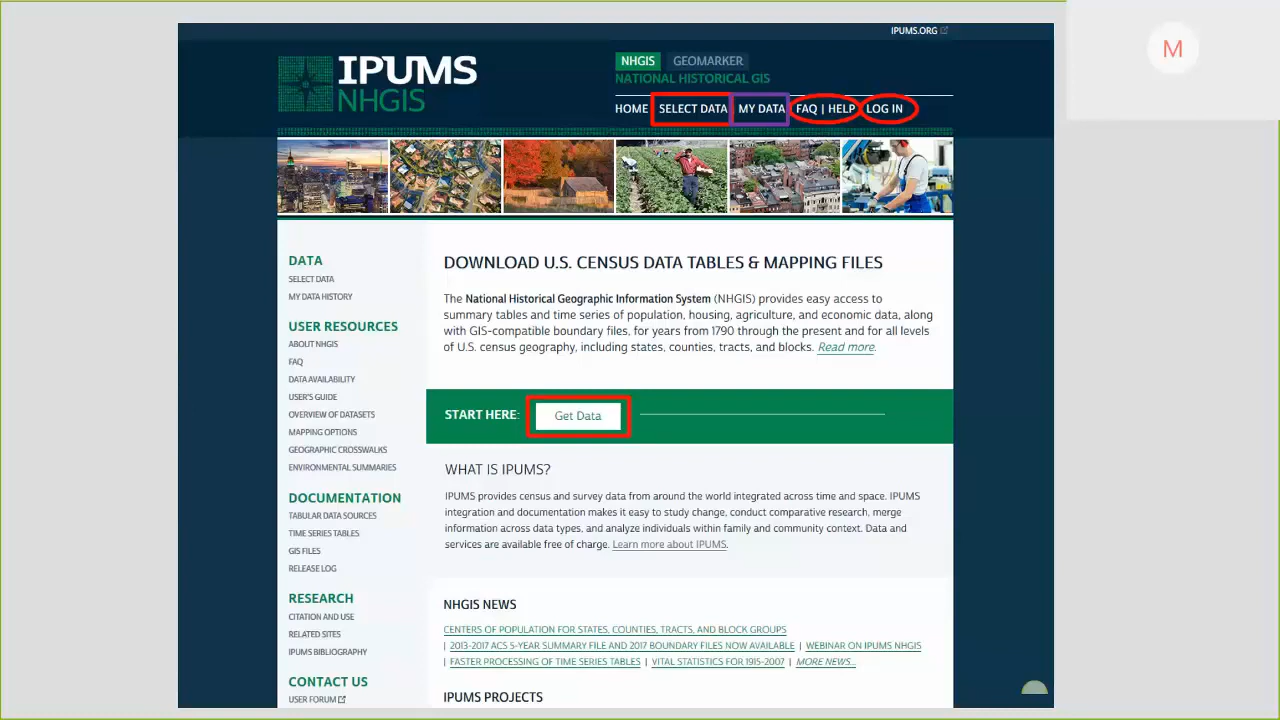 IPUMS.ORG
M
IPUMS
NHGIS
NHGIS GEOMARKER
NATIONAL HISTORICAL GIS
HOME SELECT DATA MY DATA FAQ | HELP LOG IN
DATA
SELECT DATA
MY DATA HISTORY
USER RESOURCES
ABOUT NHGIS
FAQ
DATA AVAILABILITY
USER'S GUIDE
OVERVIEW OF DATASETS
MAPPING OPTIONS
GEOGRAPHIC CROSSWALKS
ENVIRONMENTAL SUMMARIES
DOCUMENTATION
TABULAR DATA SOURCES
TIME SERIES TABLES
GIS FILES
RELEASE LOG
RESEARCH
CITATION AND USE
RELATED SITES
IPUMS BIBLIOGRAPHY
CONTACT US
USER FORUM
DOWNLOAD U.S. CENSUS DATA TABLES & MAPPING FILES
The National Historical Geographic Information System (NHGIS) provides easy access to
summary tables and time series of population, housing, agriculture, and economic data, along
with GIS-compatible boundary files, for years from 1790 through the present and for all levels
of U.S. census geography, including states, counties, tracts, and blocks. Read more.
START HERE: Get Data
WHAT IS IPUMS?
IPUMS provides census and survey data from around the world integrated across time and space. IPUMS
integration and documentation makes it easy to study change, conduct comparative research, merge
information across data types, and analyze individuals within family and community context. Data and
services are available free of charge. Learn more about IPUMS.
NHGIS NEWS
CENTERS OF POPULATION FOR STATES, COUNTIES, TRACTS, AND BLOCK GROUPS
| 2013-2017 ACS 5-YEAR SUMMARY FILE AND 2017 BOUNDARY FILES NOW AVAILABLE | WEBINAR ON IPUMS NHGIS
| FASTER PROCESSING OF TIME SERIES TABLES | VITAL STATISTICS FOR 1915-2007 | MORE NEWS...
IPUMS PROJECTS